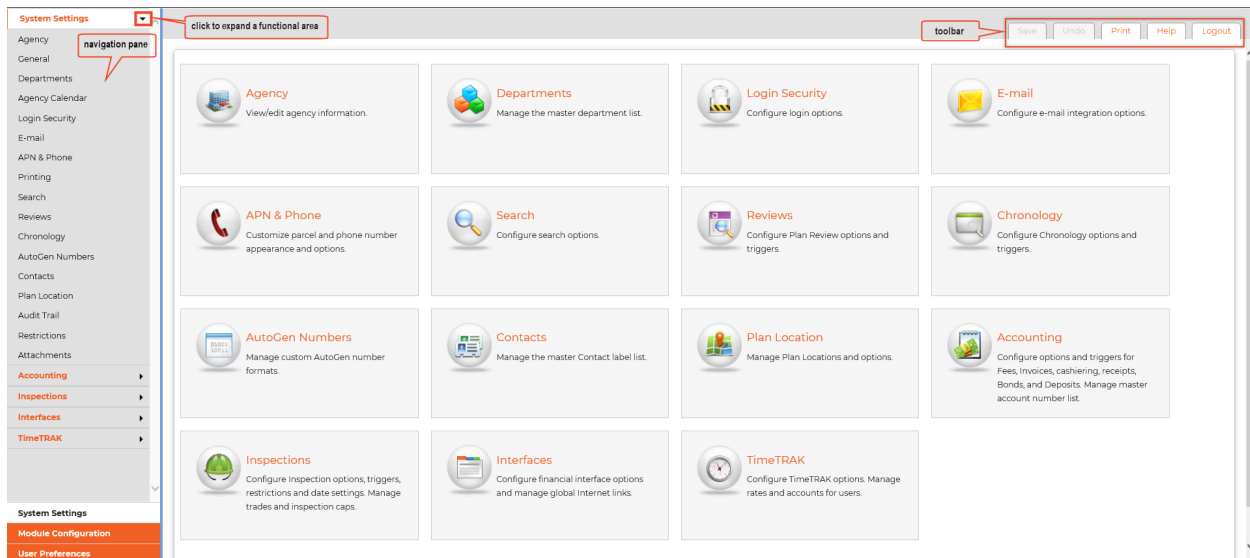 System Settings
click to expand a functional area
toolbar
Save
Undo
Print
Help
Logout
Agency
navigation pane
General
Departments
Agency Calendar
Login Security
E-mail
APN & Phone
Printing
Search
Reviews
Chronology
AutoGen Numbers
Contacts
Plan Location
Audit Trail
Restrictions
Attachments
Accounting
Inspections
Interfaces
TimeTRAK
System Settings
Module Configuration
User Preferences
Agency
View/edit agency information.
Departments
Manage the master department list.
Login Security
Configure login options.
E-mail
Configure e-mail integration options.
APN & Phone
Customize parcel and phone number
appearance and options.
Search
Configure search options.
Reviews
Configure Plan Review options and
triggers.
Chronology
Configure Chronology options and
triggers.
AutoGen Numbers
Manage custom AutoGen number
formats.
Contacts
Manage the master Contact label list.
Plan Location
Manage Plan Locations and options.
Accounting
Configure options and triggers for
Fees, Invoices, cashiering, receipts,
Bonds, and Deposits. Manage master
account number list.
Inspections
Configure Inspection options, triggers,
restrictions and date settings. Manage
trades and inspection caps.
Interfaces
Configure financial interface options
and manage global Internet links.
TimeTRAK
Configure TimeTRAK options. Manage
rates and accounts for users.